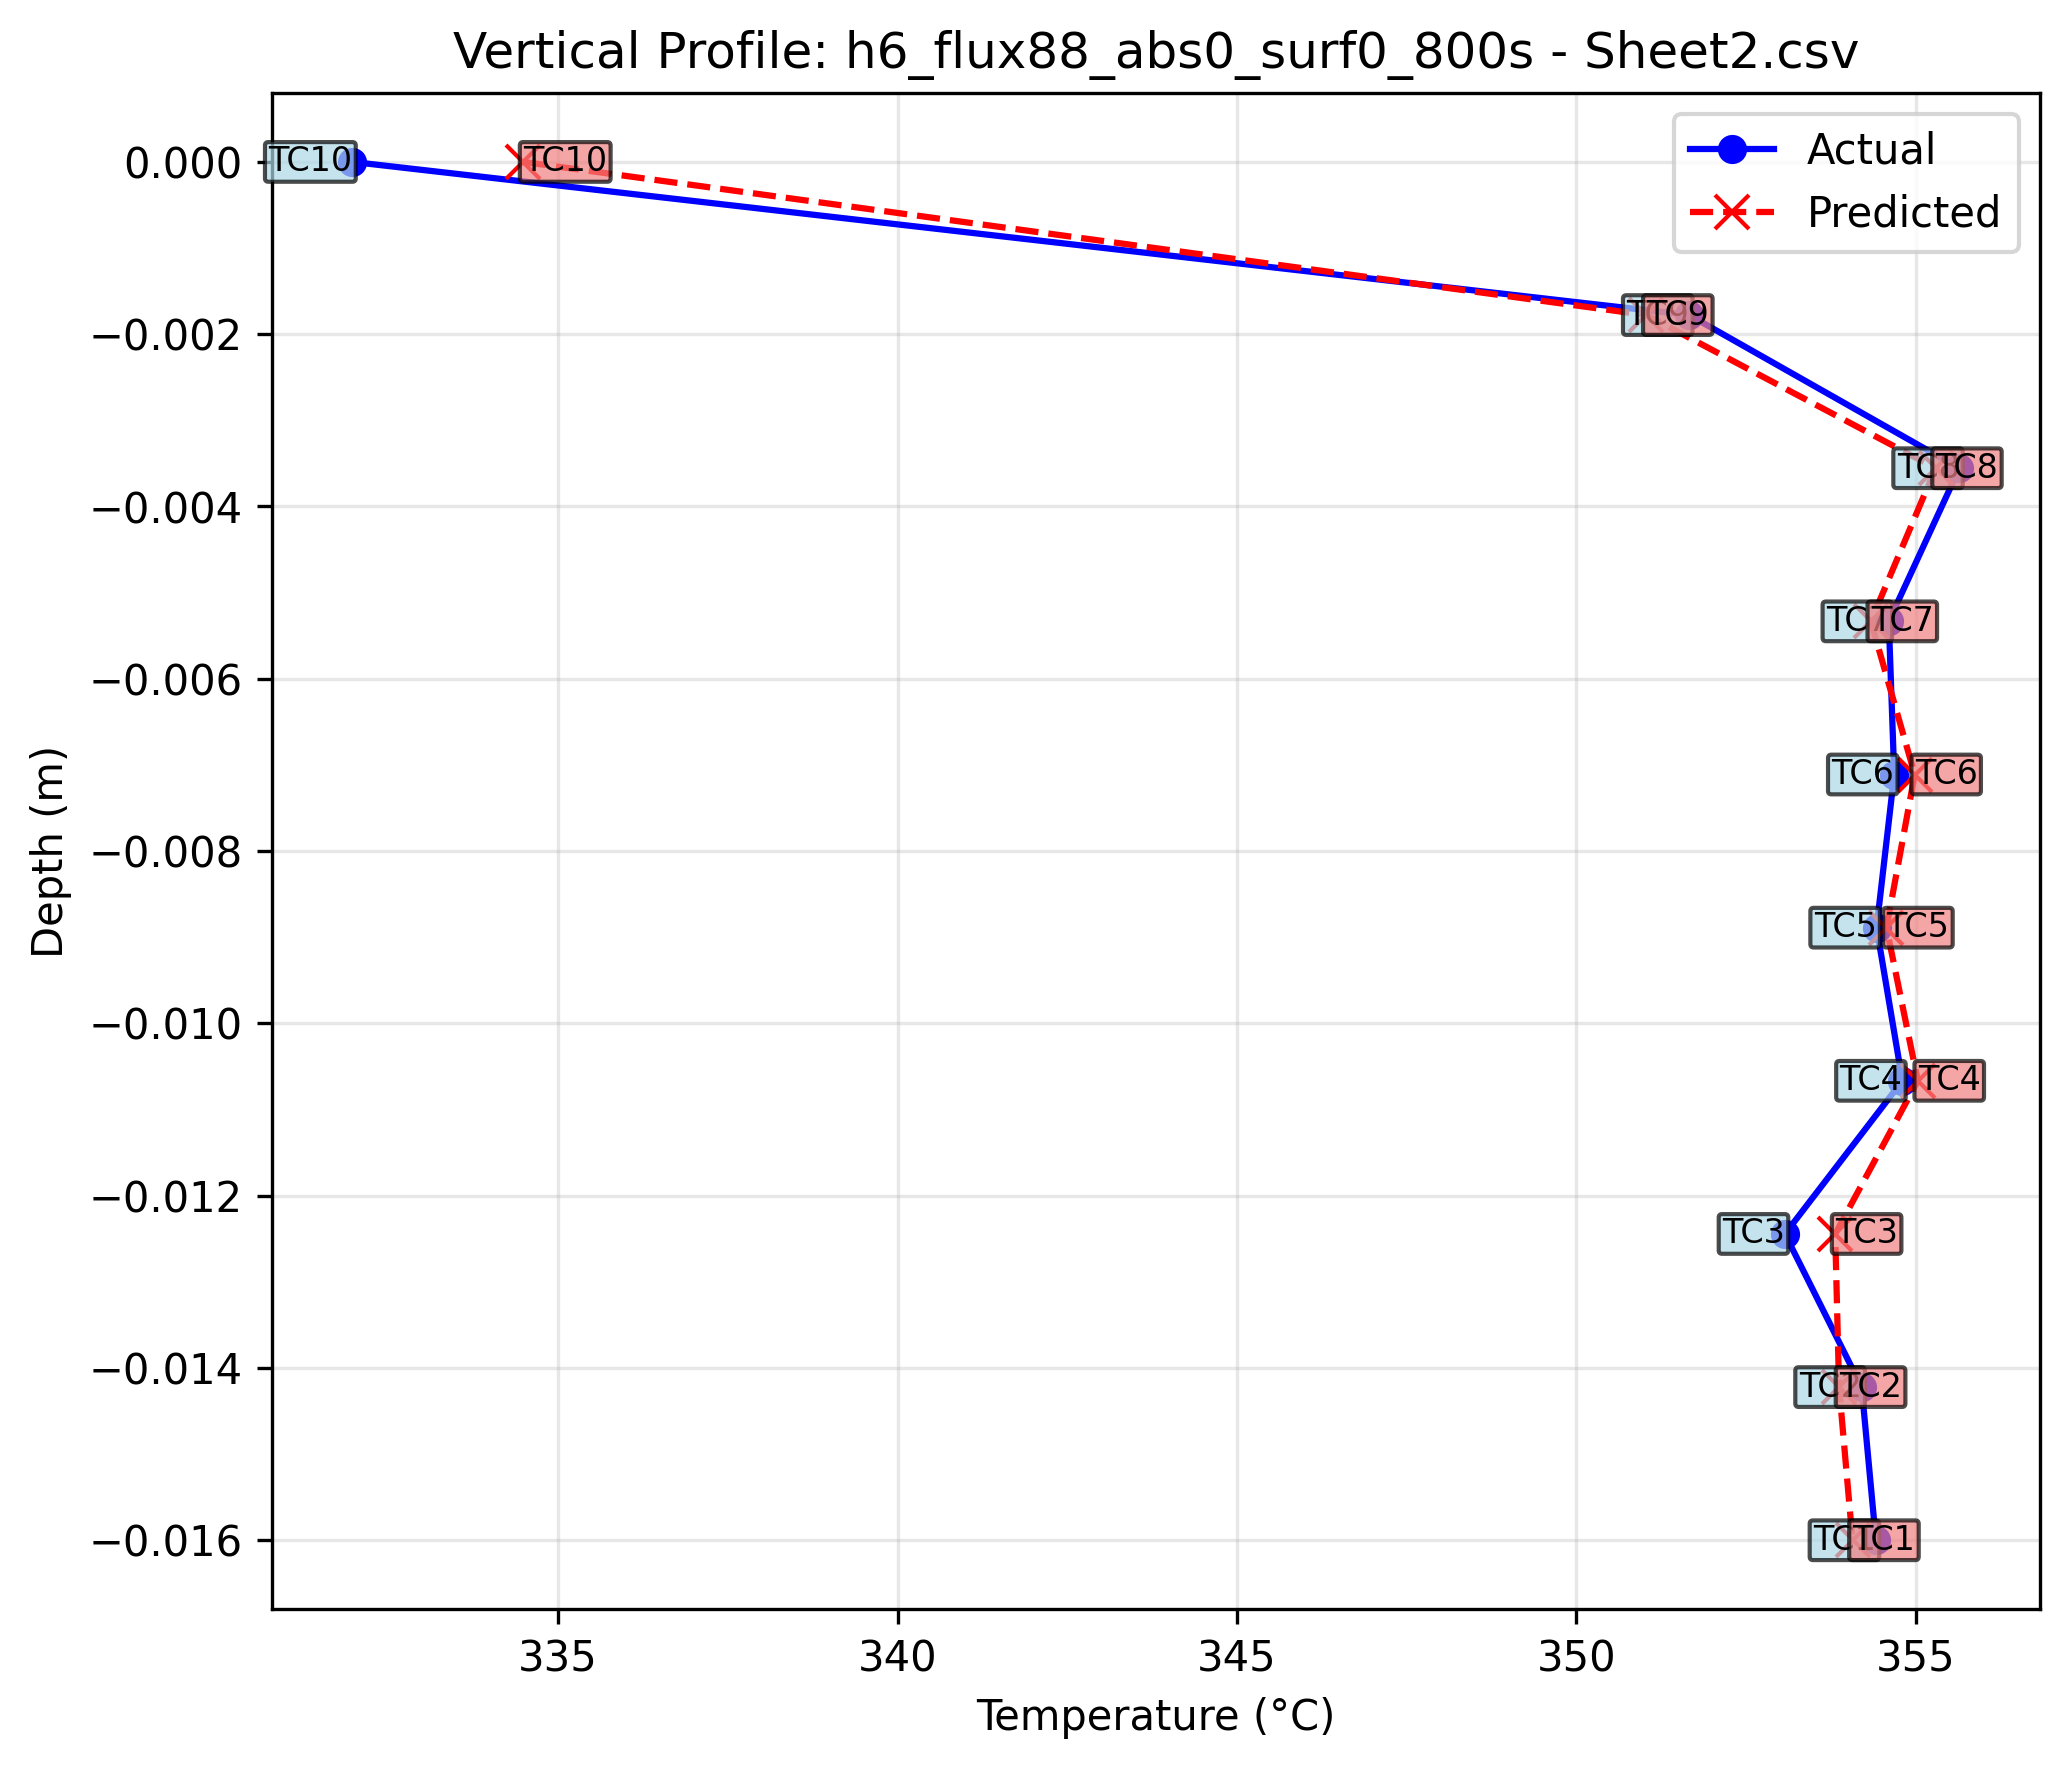 Vertical Profile: h6_flux88_abs0_surf0_800s - Sheet2.csv
Actual
Predicted
0.000
−0.002
−0.004
−0.006
−0.008
−0.010
−0.012
−0.014
−0.016
Depth (m)
TC10 TC10
TC9
TC8
TC7
TC6 TC6
TC5 TC5
TC4 TC4
TC3 TC3
TC2
TC1
335 340 345 350 355
Temperature (°C)